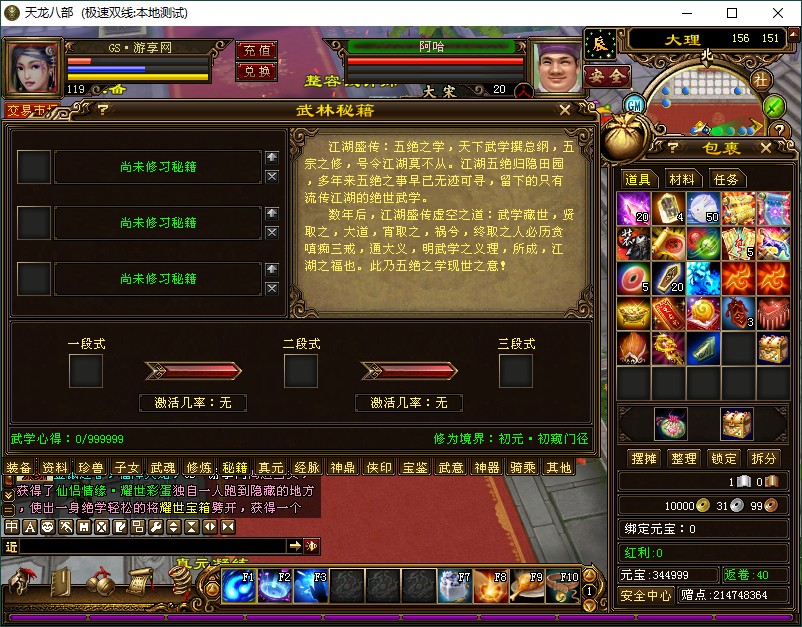 天龙八部 (极速双线:本地测试)
GS·游享网
119
充值
兑换
阿哈
大宋
20
辰
安全
大理
156 151
北
社
GM
交易市场
?
武林秘籍
尚未修习秘籍
尚未修习秘籍
尚未修习秘籍
江湖盛传：五绝之学，天下武学撰总纲，五
宗之修，号令江湖莫不从。江湖五绝归隐田园
，多年来五绝之事早已无迹可寻，留下的只有
流传江湖的绝世武学。
数年后，江湖盛传虚空之道：武学藏世，贤
取之，大道，宵取之，祸兮，终取之人必历贪
嗔痴三戒，通大义，明武学之义理，所成，江
湖之福也。此乃五绝之学现世之意！
一段式
二段式
三段式
激活几率：无
激活几率：无
武学心得：0/999999
修为境界：初元·初窥门径
装备 资料 珍兽 子女 武魂 修炼 秘籍 真元 经脉 神鼎 侠印 宝鉴 武意 神器 骑乘 其他
获得了仙侣情缘·耀世彩蛋独自一人跑到隐藏的地方
，使出一身绝学轻松的将耀世宝箱劈开，获得一个
中 A
近
F1 F2 F3 F7 F8 F9 F10
1
?
包裹
道具 材料 任务
20 4 50
5
5 20
3
摆摊 整理 锁定 拆分
1 0
10000 31 99
绑定元宝：0
红利:0
元宝:344999
返卷:40
安全中心
赠点:214748364